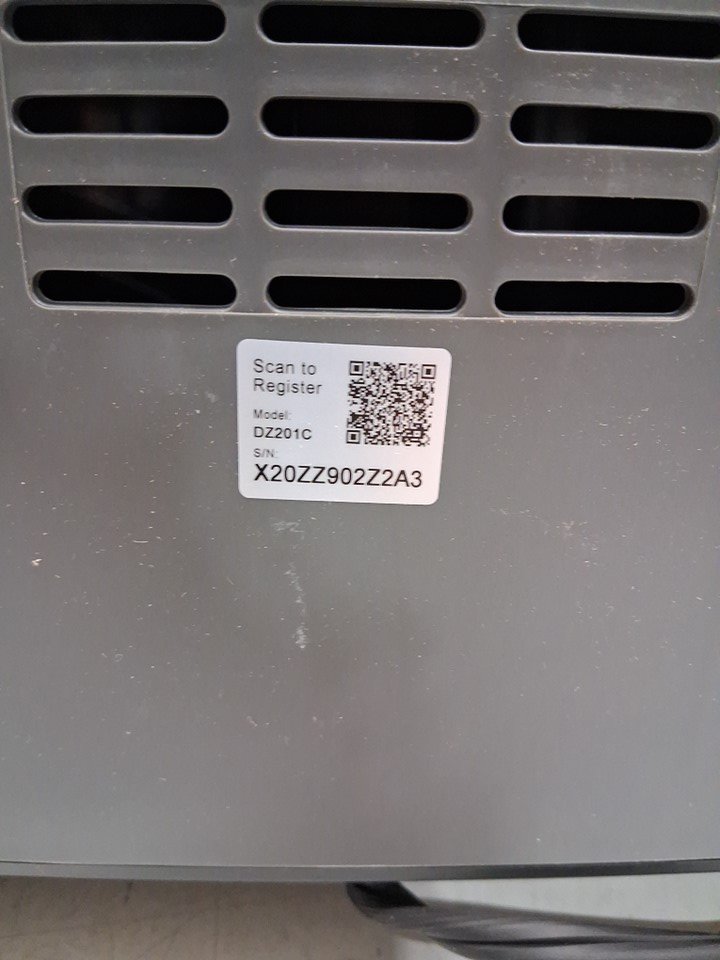 Scan to
Register
Model:
DZ201C
S/N:
X20ZZ902Z2A3